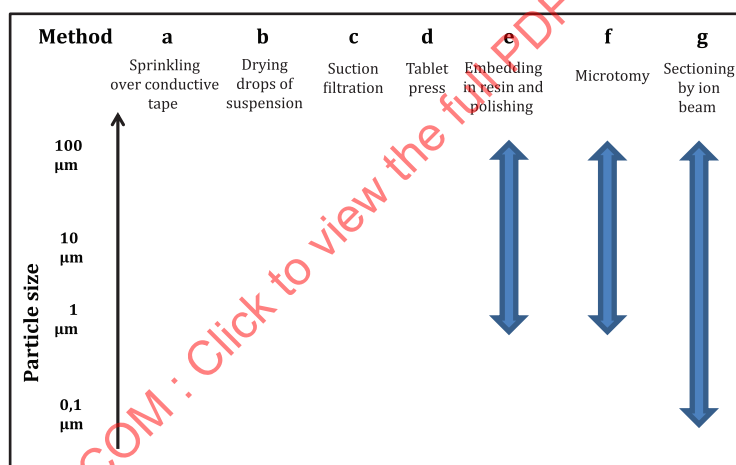 Method a b c d e f g
Sprinkling over conductive tape
Drying drops of suspension
Suction filtration
Tablet press
Embedding in resin and polishing
Microtomy
Sectioning by ion beam
Particle size
100 µm
10 µm
1 µm
0,1 µm
COM : Click to view the full PDF